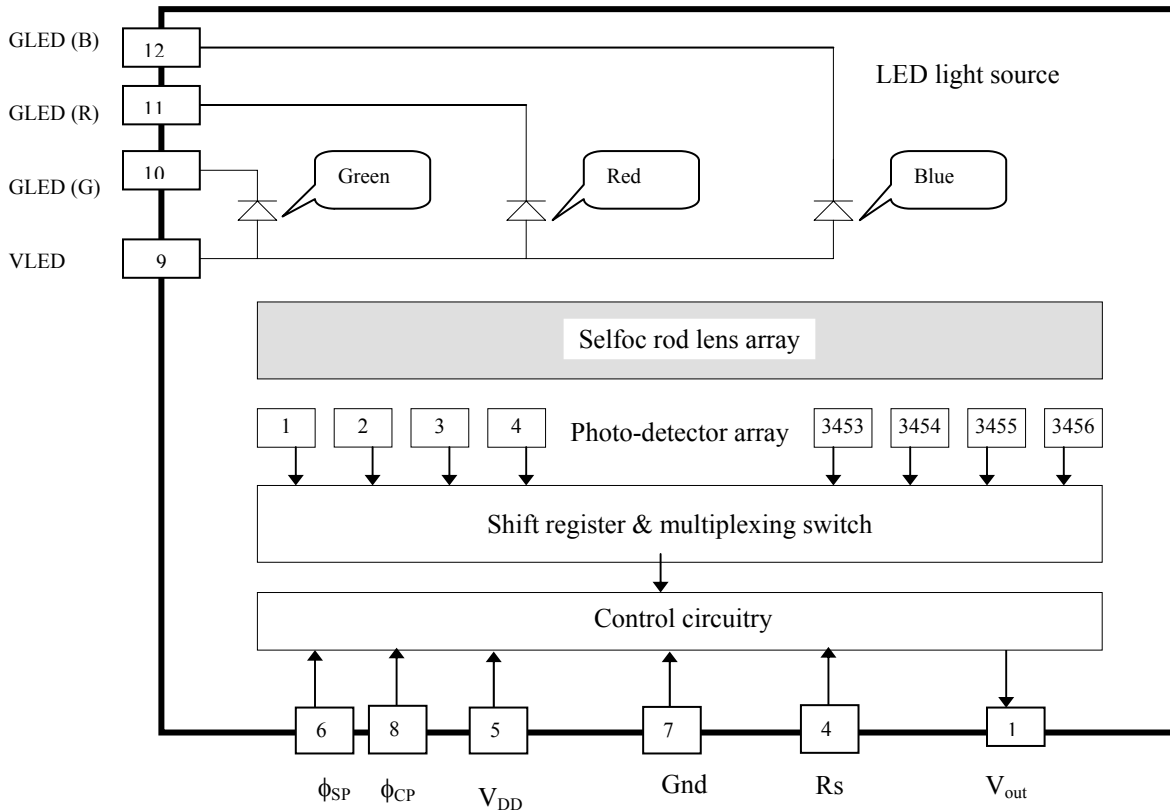 GLED (B)
12
LED light source
GLED (R)
11
GLED (G)
10
Green
Red
Blue
VLED
9
Selfoc rod lens array
1
2
3
4
Photo-detector array
3453
3454
3455
3456
Shift register & multiplexing switch
Control circuitry
6
8
5
7
4
1
ϕSP
ϕCP
VDD
Gnd
Rs
Vout